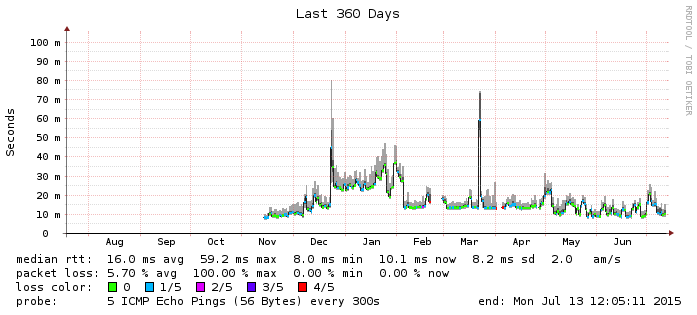 Last 360 Days
RRDTOOL / TOBI OETIKER
Seconds
100 m
90 m
80 m
70 m
60 m
50 m
40 m
30 m
20 m
10 m
0
Aug Sep Oct Nov Dec Jan Feb Mar Apr May Jun
median rtt: 16.0 ms avg 59.2 ms max 8.0 ms min 10.1 ms now 8.2 ms sd 2.0 am/s
packet loss: 5.70 % avg 100.00 % max 0.00 % min 0.00 % now
loss color: 0 1/5 2/5 3/5 4/5
probe: 5 ICMP Echo Pings (56 Bytes) every 300s end: Mon Jul 13 12:05:11 2015